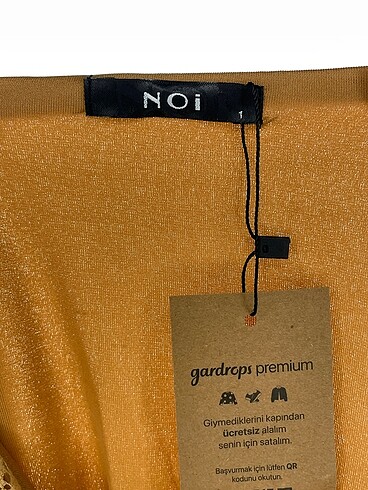 NOi
1
gardrops premium
Giymediklerini kapından
ücretsiz alalım
senin için satalım.
Başvurmak için lütfen QR
kodunu okutun.